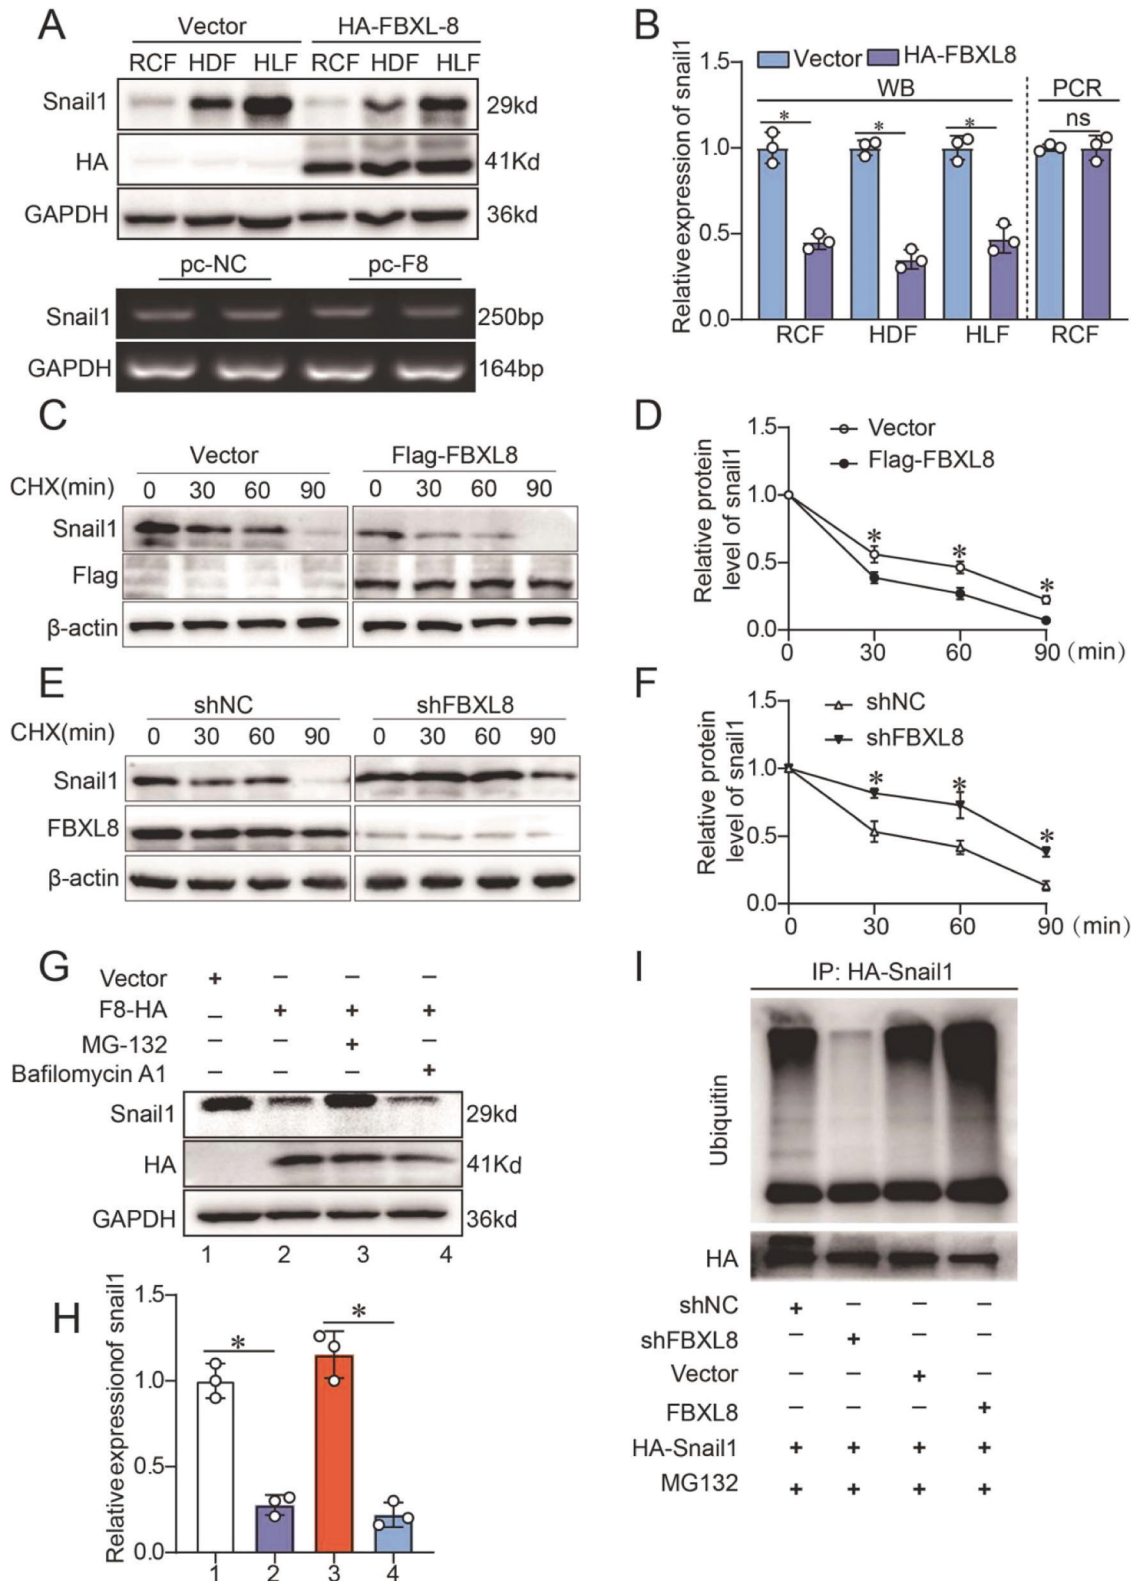 A
Vector HA-FBXL-8
RCF HDF HLF RCF HDF HLF
Snail1 29kd
HA 41Kd
GAPDH 36kd
pc-NC pc-F8
Snail1 250bp
GAPDH 164bp
B
Relative expression of snail1
Vector HA-FBXL8
WB PCR
* * * ns
1.5
1.0
0.5
0.0
RCF HDF HLF RCF
C
Vector Flag-FBXL8
CHX(min) 0 30 60 90 0 30 60 90
Snail1
Flag
β-actin
D
Relative protein
level of snail1
Vector
Flag-FBXL8
1.5
1.0
0.5
0.0
* * *
0 30 60 90 (min)
E
shNC shFBXL8
CHX(min) 0 30 60 90 0 30 60 90
Snail1
FBXL8
β-actin
F
Relative protein
level of snail1
shNC
shFBXL8
1.5
1.0
0.5
0.0
* * *
0 30 60 90 (min)
G
Vector + – – –
F8-HA – + + +
MG-132 – – + –
Bafilomycin A1 – – – +
Snail1 29kd
HA 41Kd
GAPDH 36kd
1 2 3 4
H
Relative expression of snail1
1.5
1.0
0.5
0.0
* *
1 2 3 4
I
IP: HA-Snail1
Ubiquitin
HA
shNC + – – –
shFBXL8 – + – –
Vector – – + –
FBXL8 – – – +
HA-Snail1 + + + +
MG132 + + + +